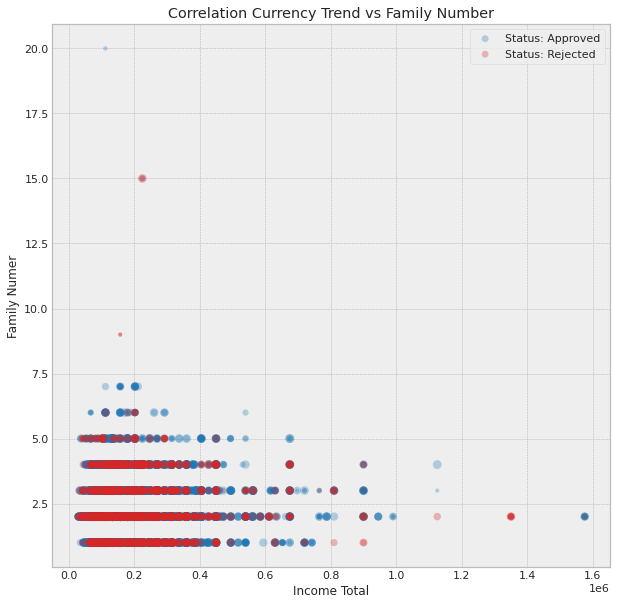 Correlation Currency Trend vs Family Number
Status: Approved
Status: Rejected
20.0
17.5
15.0
12.5
10.0
7.5
5.0
2.5
Family Numer
0.0 0.2 0.4 0.6 0.8 1.0 1.2 1.4 1.6
1e6
Income Total